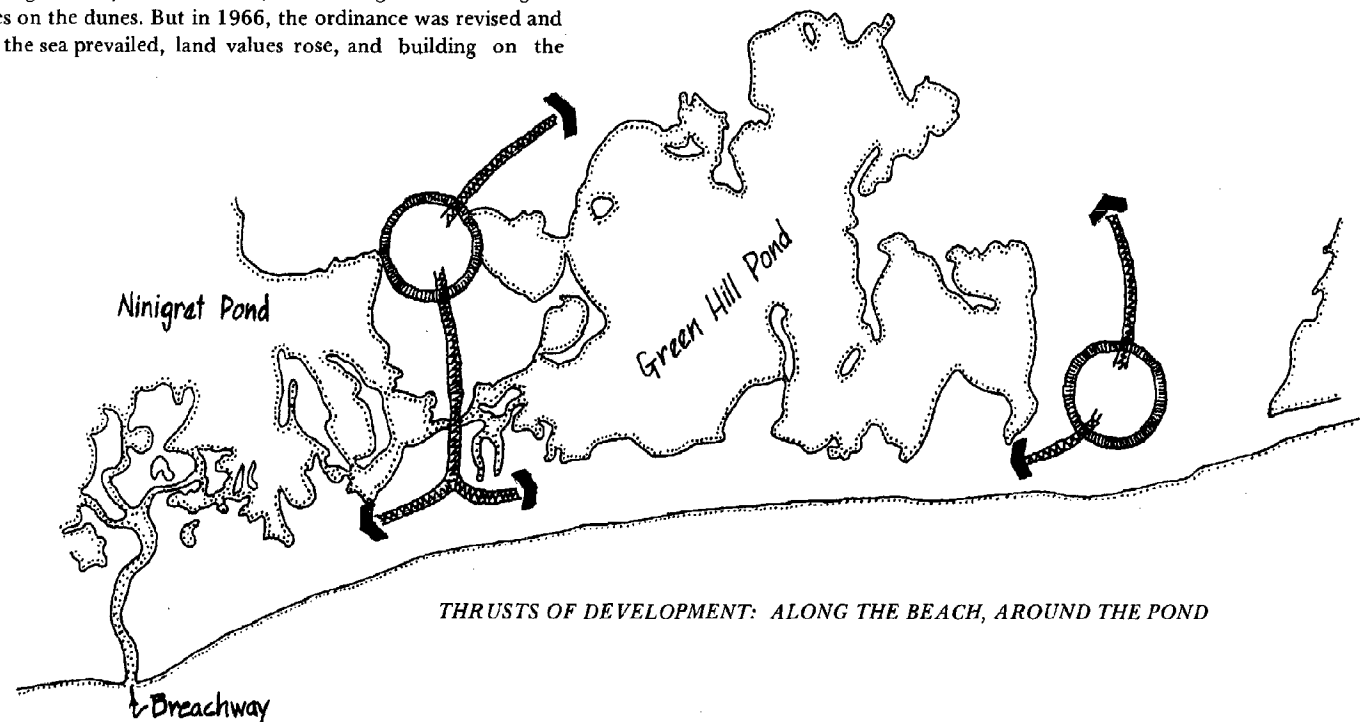 es on the dunes. But in 1966, the ordinance was revised and
the sea prevailed, land values rose, and building on the
Ninigret Pond
Green Hill Pond
THRUSTS OF DEVELOPMENT: ALONG THE BEACH, AROUND THE POND
Breachway